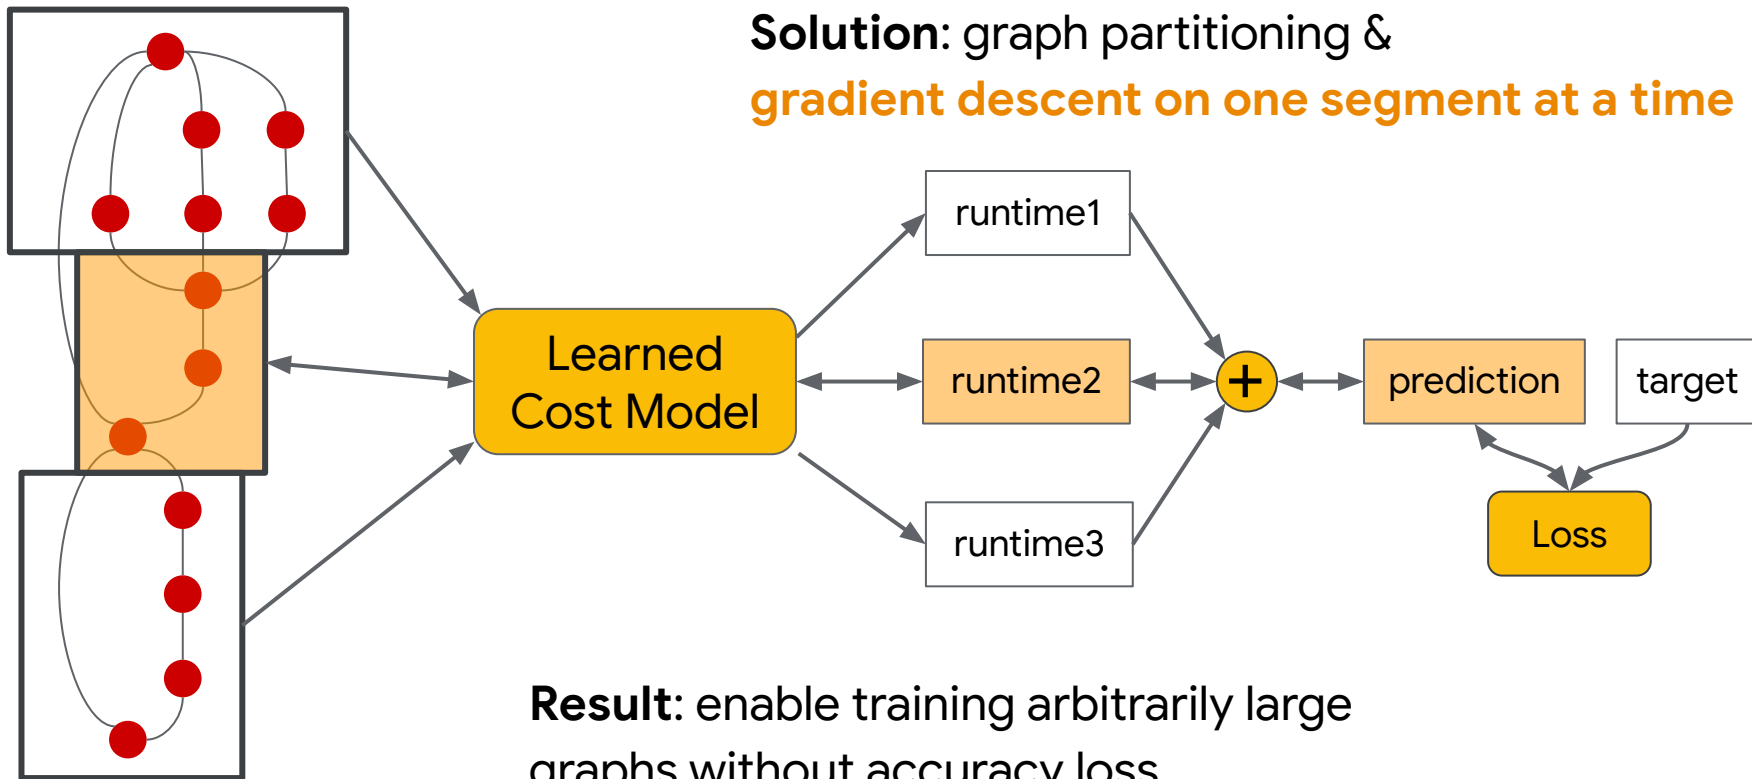 Solution: graph partitioning &
gradient descent on one segment at a time
runtime1
Learned
Cost Model
runtime2
+
prediction
target
runtime3
Loss
Result: enable training arbitrarily large
graphs without accuracy loss